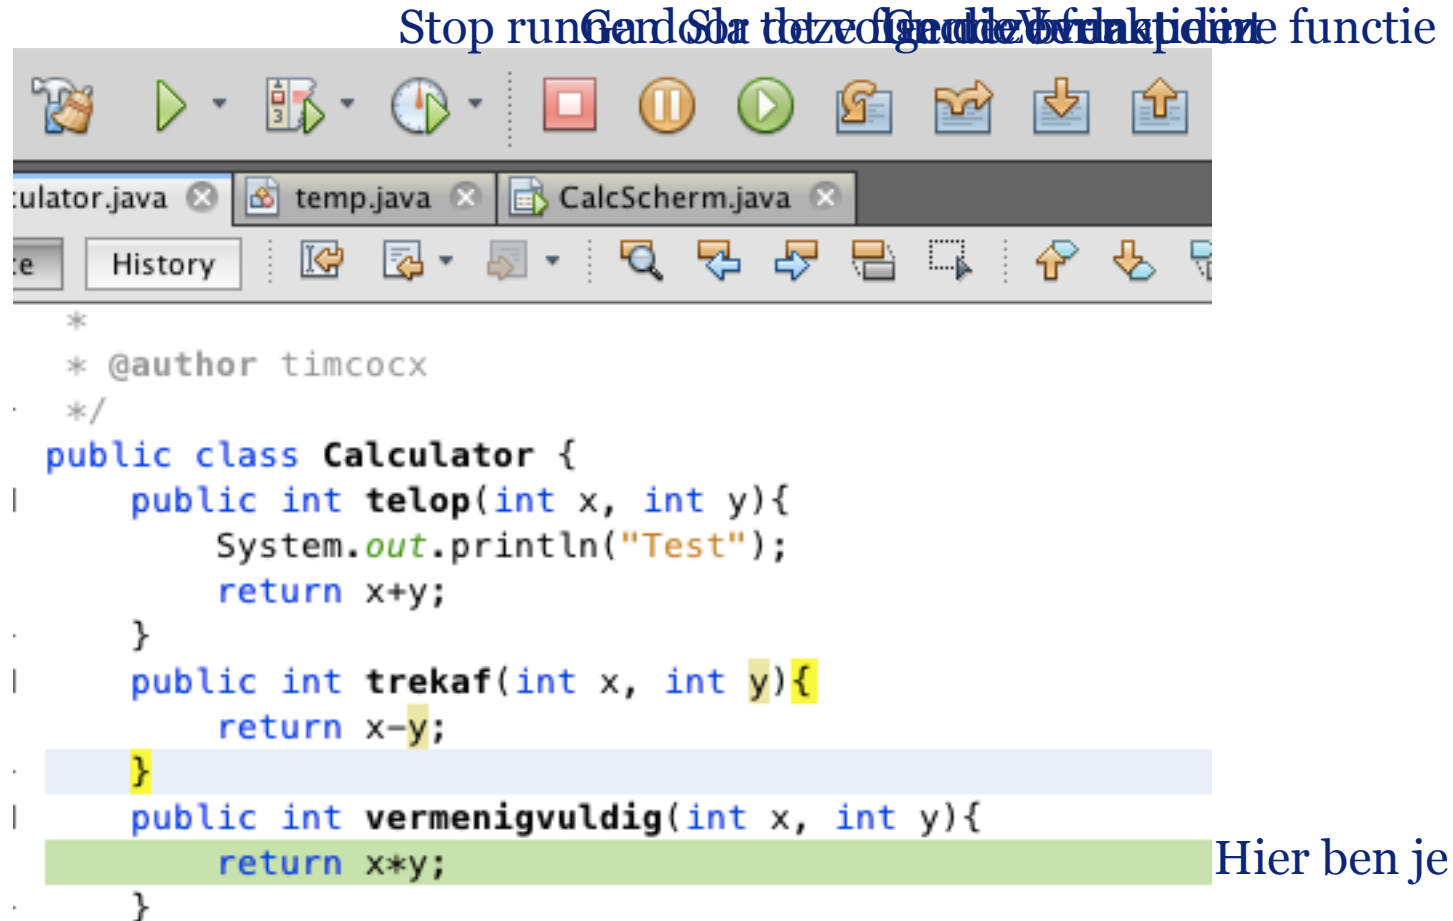 Stop run functie
culator.java temp.java CalcScherm.java
History
*
* @author timcocx
*/
public class Calculator {
public int telop(int x, int y){
System.out.println("Test");
return x+y;
}
public int trekaf(int x, int y){
return x-y;
}
public int vermenigvuldig(int x, int y){
return x*y;
Hier ben je
}